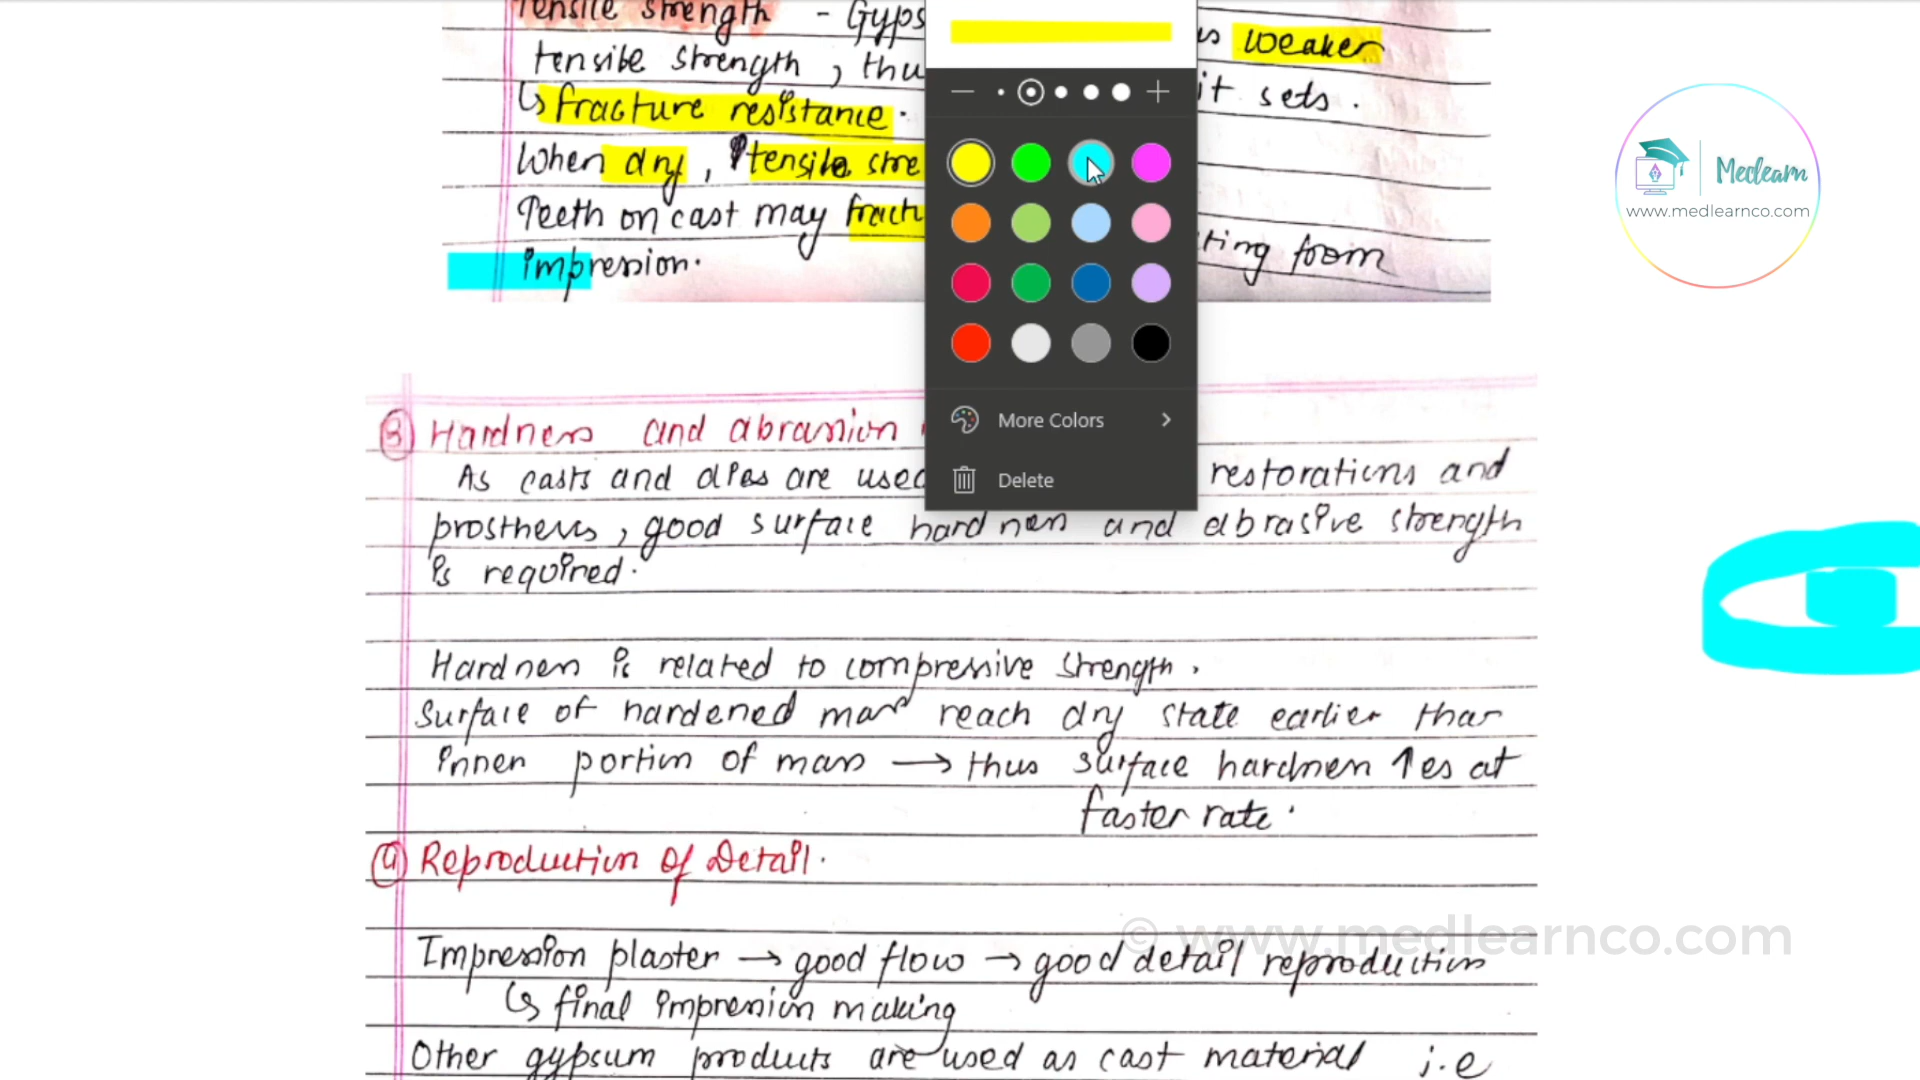 Tensile strength - Gyps
weaker
tensile strength, thu it sets.
↳ fracture resistance.
When dry, tensile stre
Teeth on cast may fract ting from
impression.
Medlearn
www.medlearnco.com
More Colors
Delete
③ Hardness and abrasion
As casts and dies are used restorations and
prosthesis, good surface hardness and abrasive strength
is required.
Hardness is related to compressive strength.
Surface of hardened mass reach dry state earlier than
inner portion of mass → thus surface hardness ↑es at
faster rate.
④ Reproduction of Detail.
© www.medlearnco.com
Impression plaster → good flow → good detail reproduction
↳ final impression making
Other gypsum products are used as cast material i.e